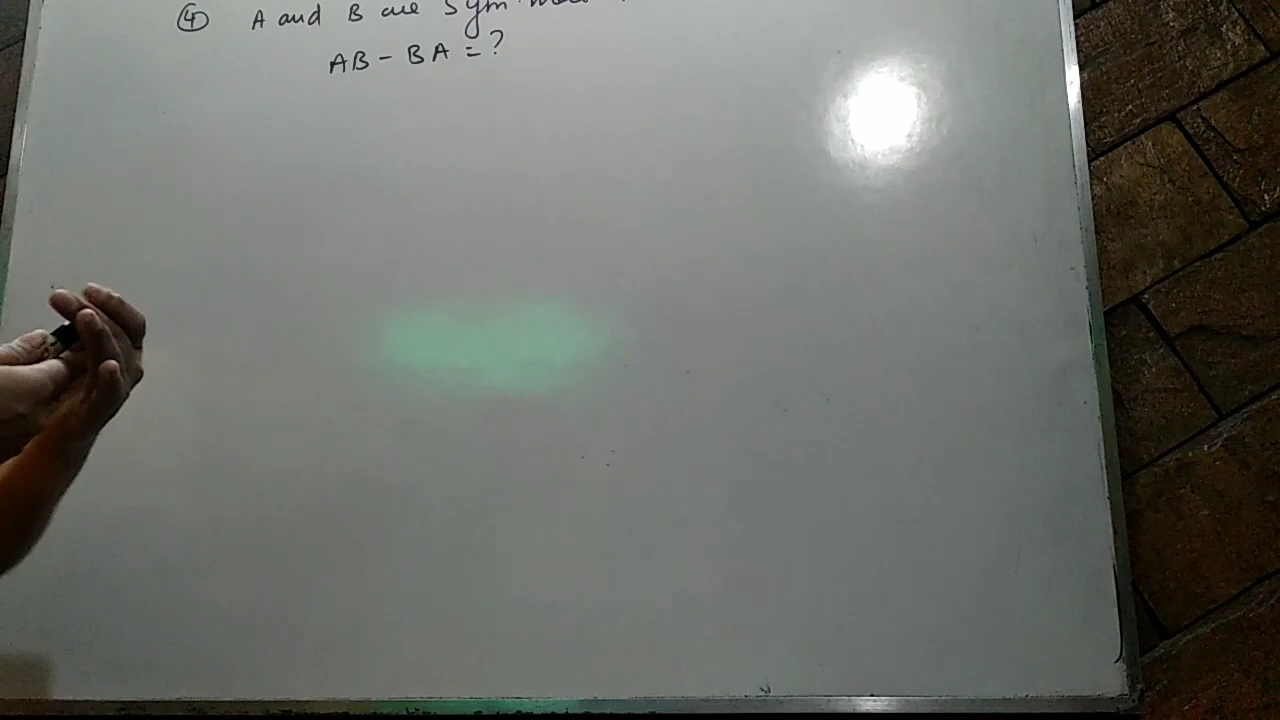 ④ A and B are Sym
AB - BA = ?